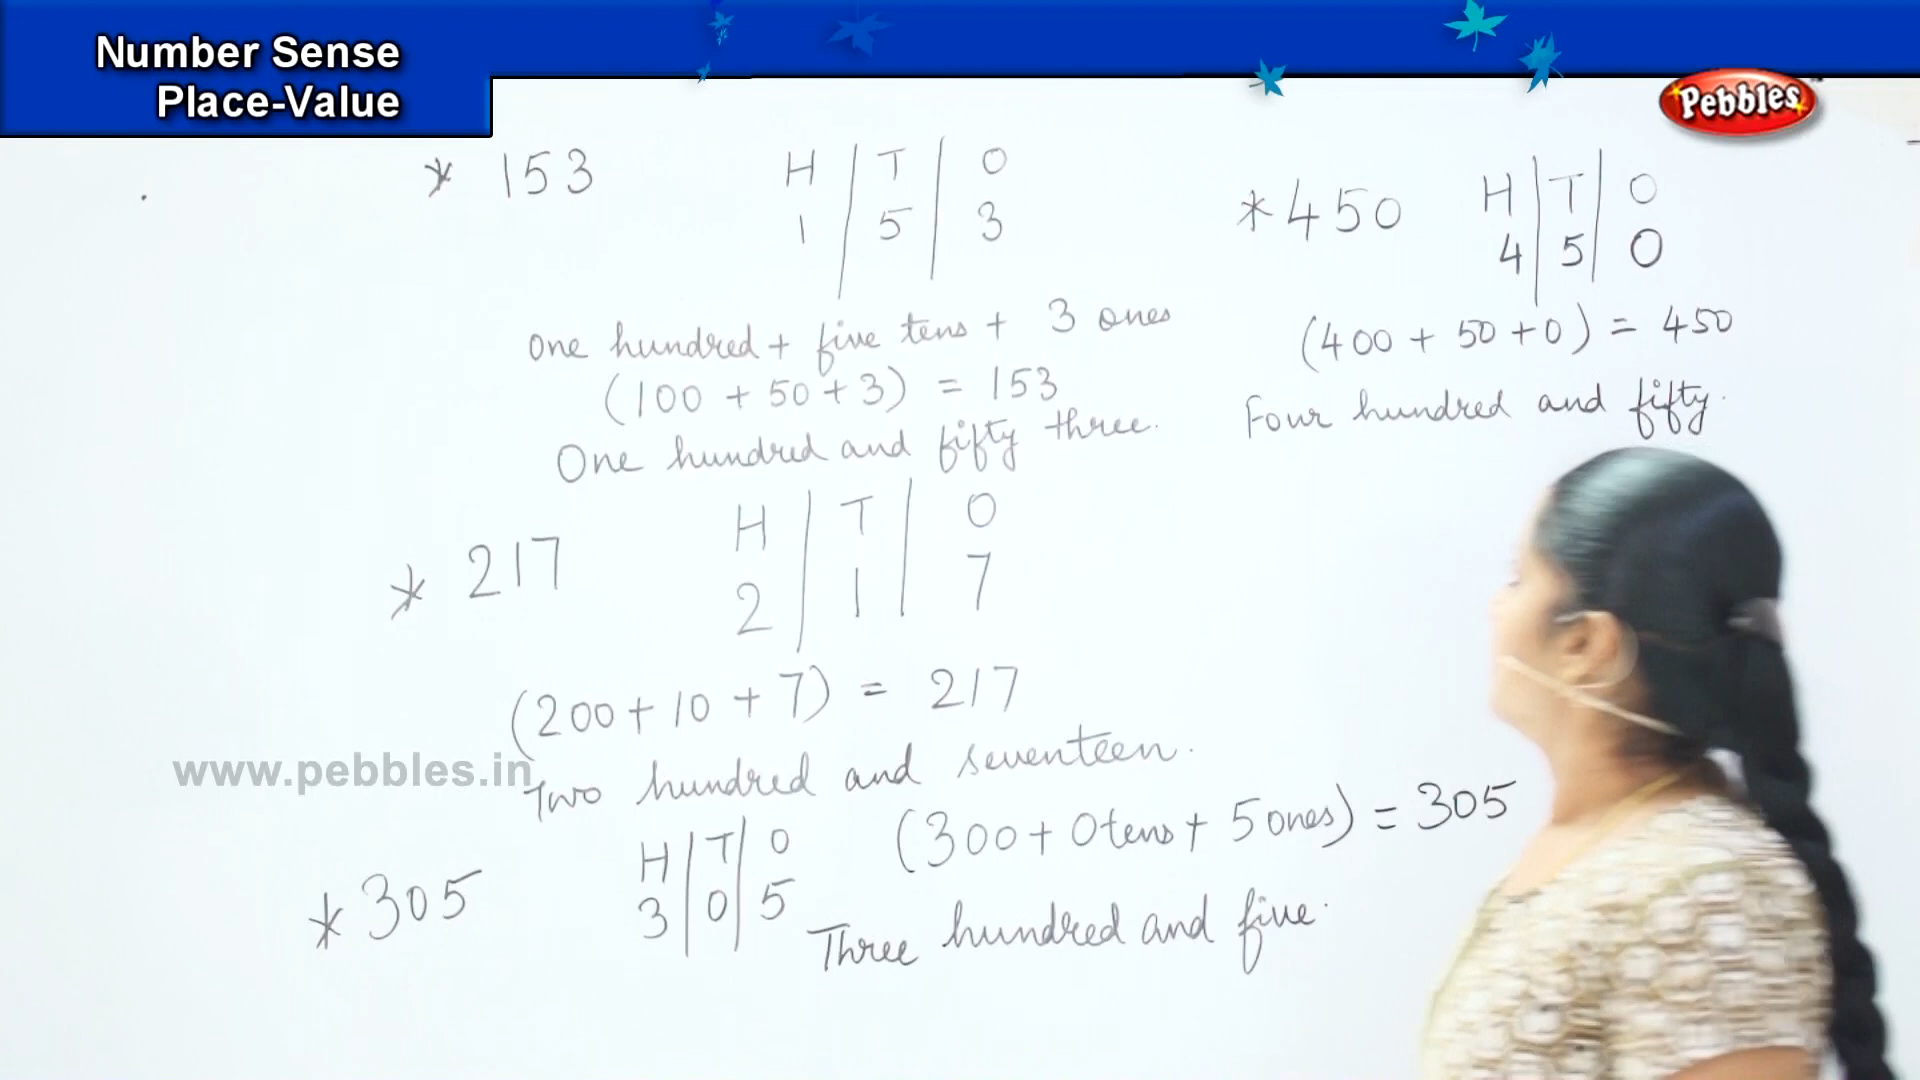 Number Sense
Place-Value
Pebbles
* 153
H | T | O
1 | 5 | 3
One hundred + five tens + 3 ones
(100 + 50 + 3) = 153
One hundred and fifty three.
* 450
H | T | O
4 | 5 | 0
(400 + 50 + 0) = 450
Four hundred and fifty.
* 217
H | T | O
2 | 1 | 7
(200 + 10 + 7) = 217
www.pebbles.in
Two hundred and seventeen.
* 305
H | T | O
3 | 0 | 5
(300 + 0 tens + 5 ones) = 305
Three hundred and five.